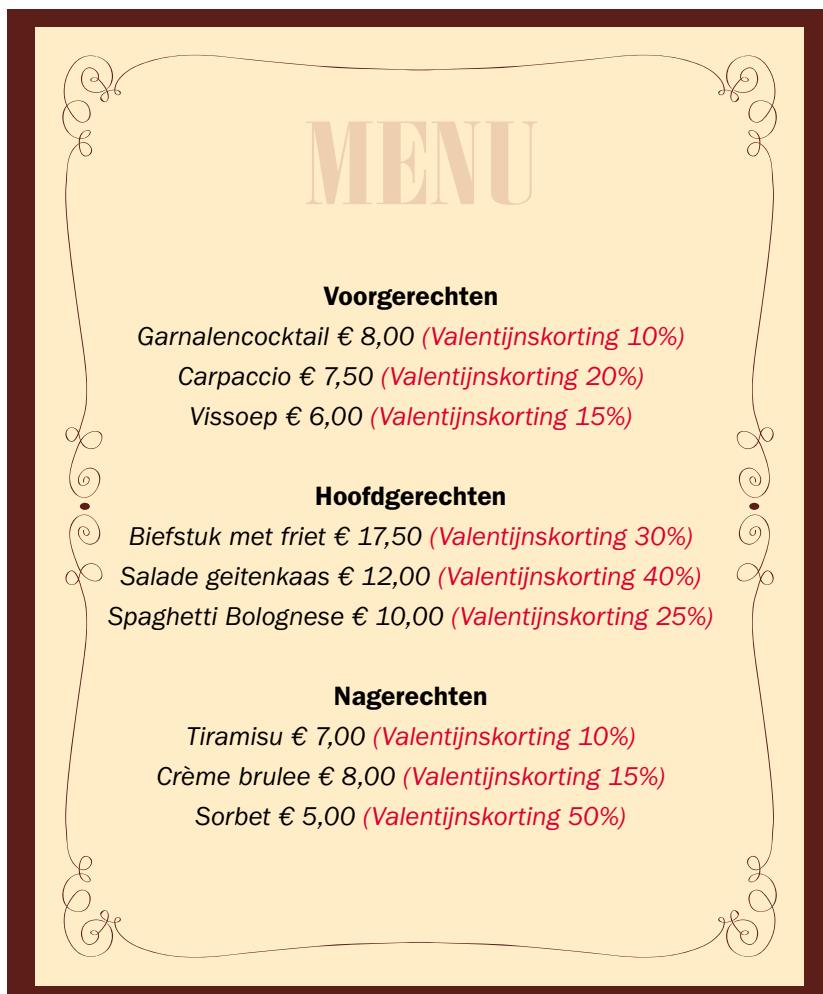 MENU
Voorgerechten
Garnalencocktail € 8,00 (Valentijnskorting 10%)
Carpaccio € 7,50 (Valentijnskorting 20%)
Vissoep € 6,00 (Valentijnskorting 15%)
Hoofdgerechten
Biefstuk met friet € 17,50 (Valentijnskorting 30%)
Salade geitenkaas € 12,00 (Valentijnskorting 40%)
Spaghetti Bolognese € 10,00 (Valentijnskorting 25%)
Nagerechten
Tiramisu € 7,00 (Valentijnskorting 10%)
Crème brulee € 8,00 (Valentijnskorting 15%)
Sorbet € 5,00 (Valentijnskorting 50%)